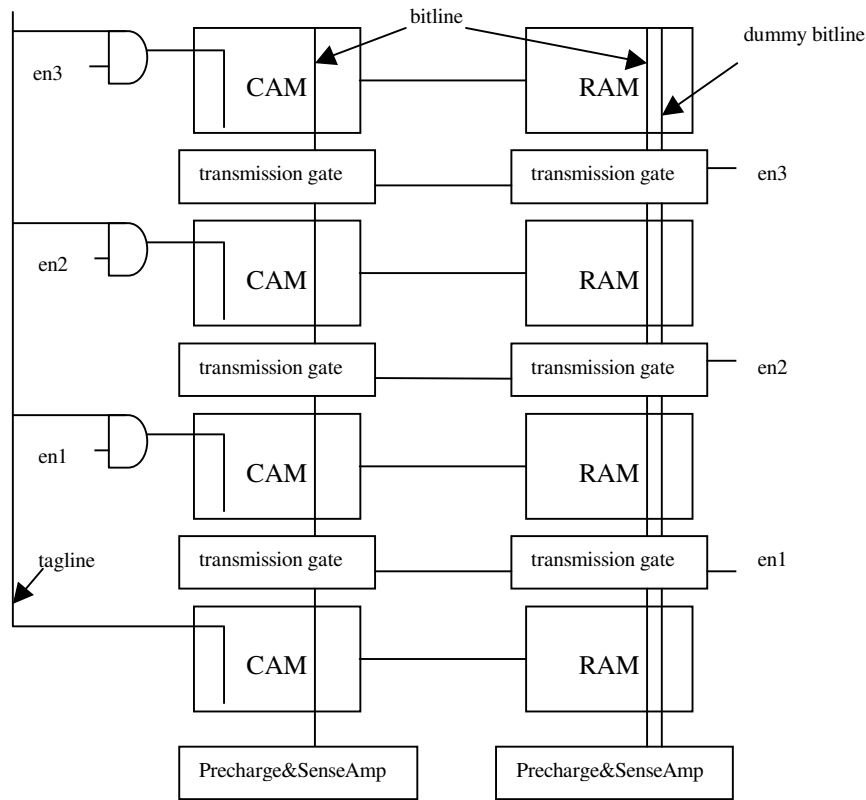 bitline
dummy bitline
en3
CAM
RAM
transmission gate
transmission gate
en3
en2
CAM
RAM
transmission gate
transmission gate
en2
en1
CAM
RAM
tagline
transmission gate
transmission gate
en1
CAM
RAM
Precharge&SenseAmp
Precharge&SenseAmp